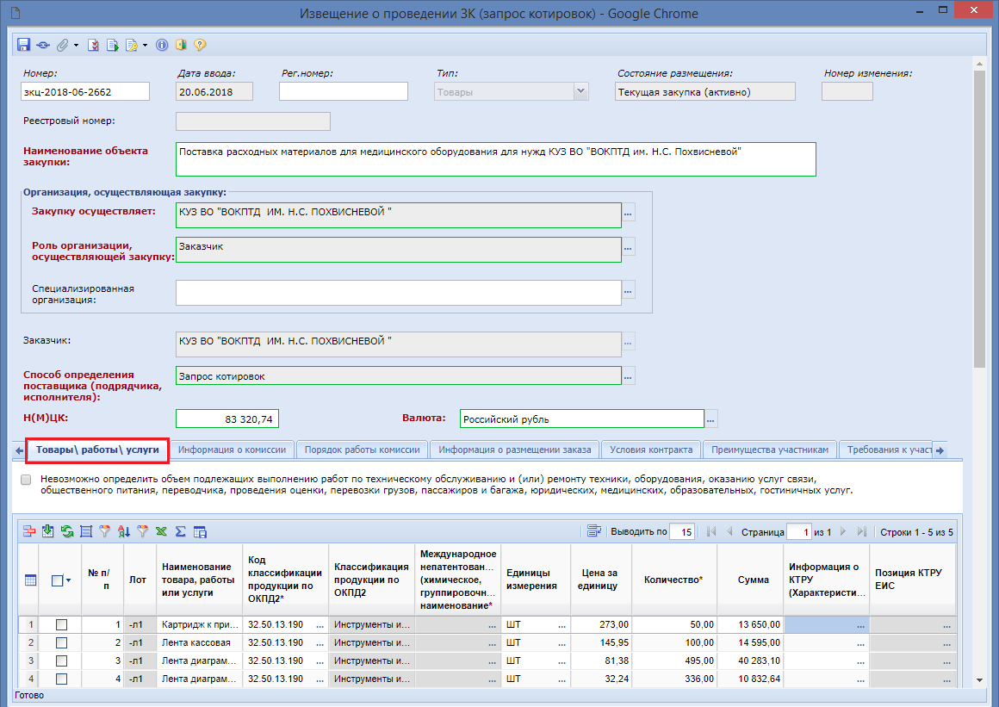 Извещение о проведении ЗК (запрос котировок) - Google Chrome
Номер: Дата ввода: Рег.номер: Тип: Состояние размещения: Номер изменения:
зкц-2018-06-2662 20.06.2018 Товары Текущая закупка (активно)
Реестровый номер:
Наименование объекта
закупки:
Поставка расходных материалов для медицинского оборудования для нужд КУЗ ВО "ВОКПТД им. Н.С. Похвисневой"
Организация, осуществляющая закупку:
Закупку осуществляет: КУЗ ВО "ВОКПТД ИМ. Н.С. ПОХВИСНЕВОЙ " ...
Роль организации,
осуществляющей закупку:
Заказчик ...
Специализированная
организация:
...
Заказчик: КУЗ ВО "ВОКПТД ИМ. Н.С. ПОХВИСНЕВОЙ " ...
Способ определения
поставщика (подрядчика,
исполнителя):
Запрос котировок ...
Н(М)ЦК: 83 320,74 Валюта: Российский рубль ...
Товары\ работы\ услуги Информация о комиссии Порядок работы комиссии Информация о размещении заказа Условия контракта Преимущества участникам Требования к участ
Невозможно определить объем подлежащих выполнению работ по техническому обслуживанию и (или) ремонту техники, оборудования, оказанию услуг связи,
общественного питания, переводчика, проведения оценки, перевозки грузов, пассажиров и багажа, юридических, медицинских, образовательных, гостиничных услуг.
Выводить по 15 Страница 1 из 1 Строки 1 - 5 из 5
№ п/
п
Лот
Наименование
товара, работы
или услуги
Код
классификации
продукции по
ОКПД2*
Классификация
продукции по
ОКПД2
Международное
непатентован...
(химическое,
группировочн...
наименование*
Единицы
измерения
Цена за
единицу
Количество*
Сумма
Информация о
КТРУ
(Характеристи...
Позиция КТРУ
ЕИС
1 1 -л1 Картридж к при... 32.50.13.190 ... Инструменты и... ... ШТ ... 273,00 50,00 13 650,00 ... ...
2 2 -л1 Лента кассовая 32.50.13.190 ... Инструменты и... ... ШТ ... 145,95 100,00 14 595,00 ... ...
3 3 -л1 Лента диаграм... 32.50.13.190 ... Инструменты и... ... ШТ ... 81,38 495,00 40 283,10 ... ...
4 4 -л1 Лента диаграм... 32.50.13.190 ... Инструменты и... ... ШТ ... 32,24 336,00 10 832,64 ... ...
Готово